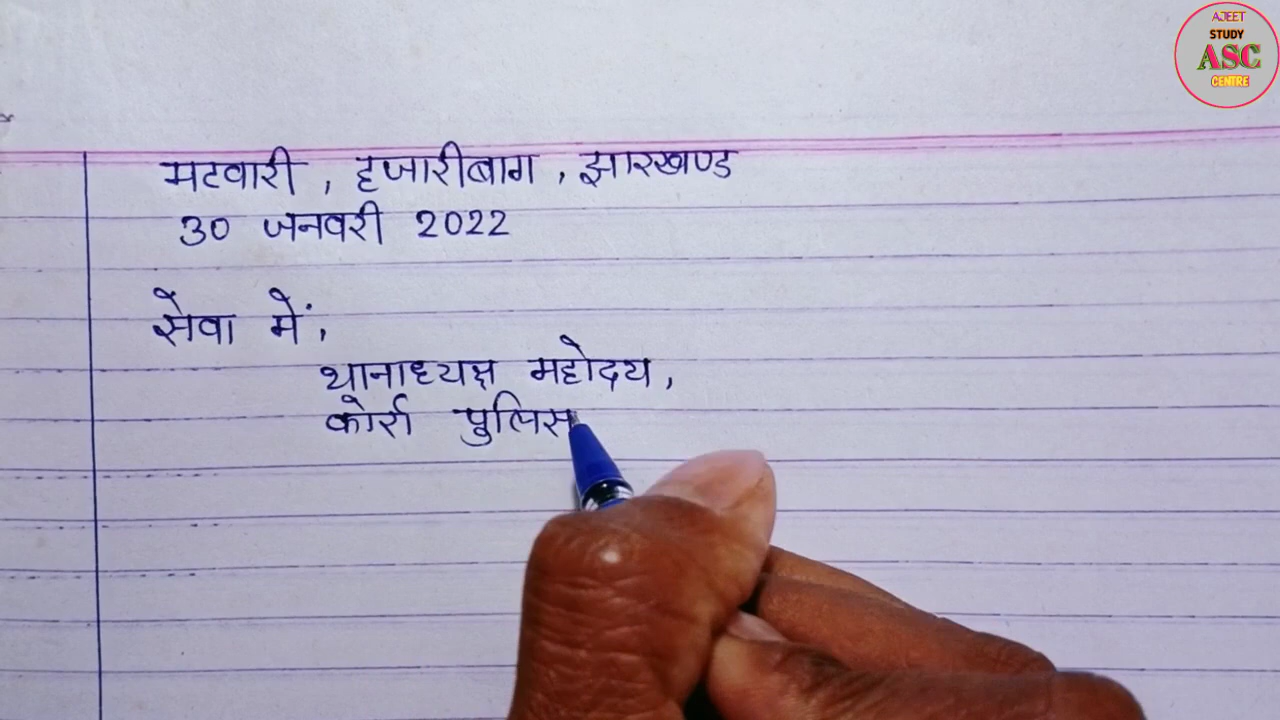 AJEET
STUDY
ASC
CENTRE
मटवारी , हजारीबाग , झारखण्ड
30 जनवरी 2022
सेवा में,
थानाध्यक्ष महोदय,
कोर्रा पुलिस